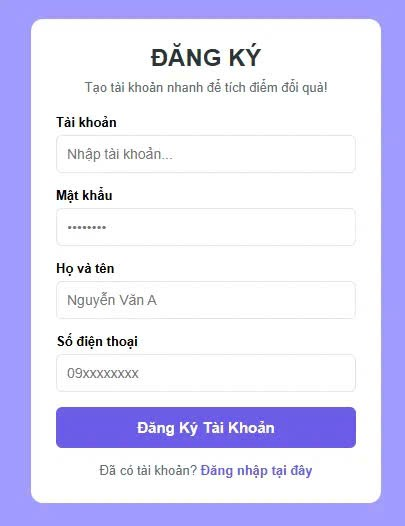 ĐĂNG KÝ
Tạo tài khoản nhanh để tích điểm đổi quà!
Tài khoản
Nhập tài khoản...
Mật khẩu
••••••••
Họ và tên
Nguyễn Văn A
Số điện thoại
09xxxxxxxx
Đăng Ký Tài Khoản
Đã có tài khoản? Đăng nhập tại đây